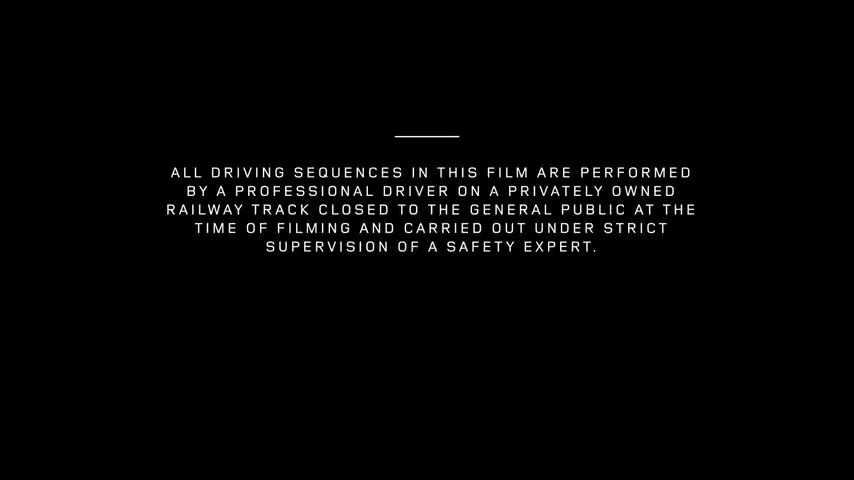 ALL DRIVING SEQUENCES IN THIS FILM ARE PERFORMED
BY A PROFESSIONAL DRIVER ON A PRIVATELY OWNED
RAILWAY TRACK CLOSED TO THE GENERAL PUBLIC AT THE
TIME OF FILMING AND CARRIED OUT UNDER STRICT
SUPERVISION OF A SAFETY EXPERT.